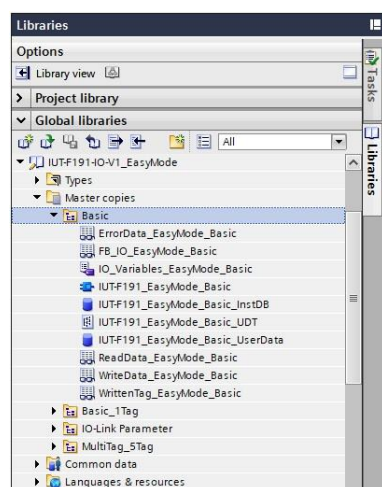 Libraries
Options
Library view
Project library
Global libraries
All
IUT-F191-IO-V1_EasyMode
Types
Master copies
Basic
ErrorData_EasyMode_Basic
FB_IO_EasyMode_Basic
IO_Variables_EasyMode_Basic
IUT-F191_EasyMode_Basic
IUT-F191_EasyMode_Basic_InstDB
IUT-F191_EasyMode_Basic_UDT
IUT-F191_EasyMode_Basic_UserData
ReadData_EasyMode_Basic
WriteData_EasyMode_Basic
WrittenTag_EasyMode_Basic
Basic_1Tag
IO-Link Parameter
MultiTag_5Tag
Common data
Languages & resources
Tasks
Libraries